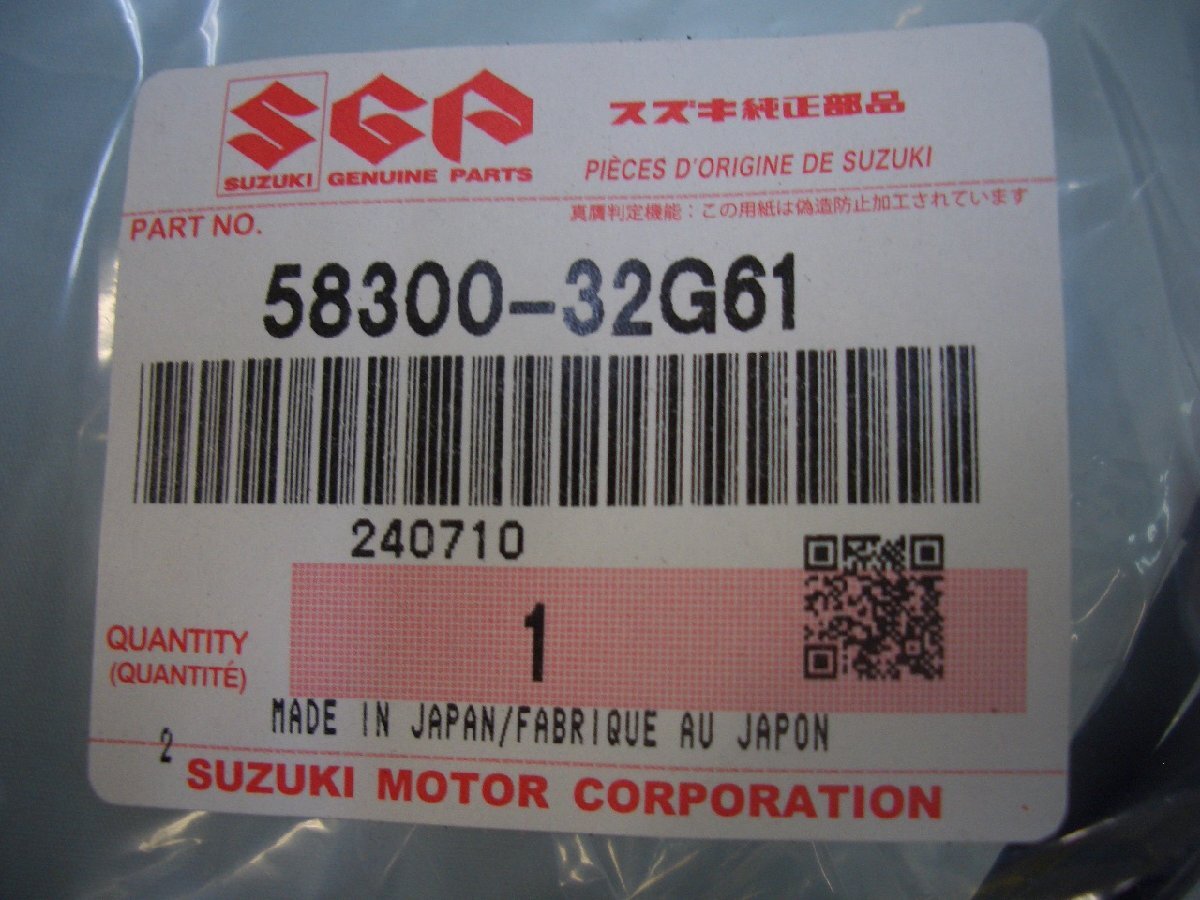 SGP
スズキ純正部品
SUZUKI GENUINE PARTS
PIÈCES D'ORIGINE DE SUZUKI
PART NO.
真贋判定機能：この用紙は偽造防止加工されています
58300-32G61
240710
QUANTITY
(QUANTITÉ)
1
MADE IN JAPAN/FABRIQUE AU JAPON
2
SUZUKI MOTOR CORPORATION